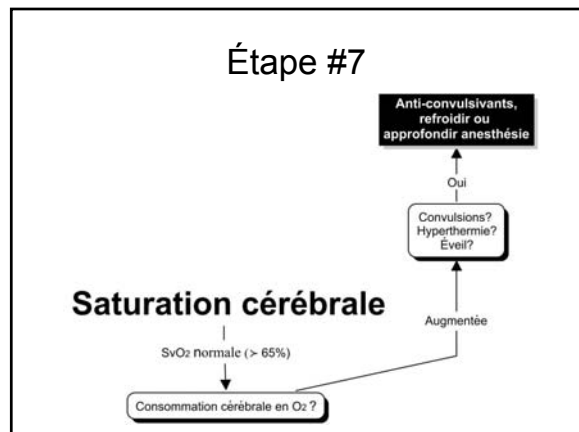 Étape #7
Anti-convulsivants,
refroidir ou
approfondir anesthésie
Oui
Convulsions?
Hyperthermie?
Éveil?
Saturation cérébrale
Augmentée
SvO2 normale (> 65%)
Consommation cérébrale en O2 ?